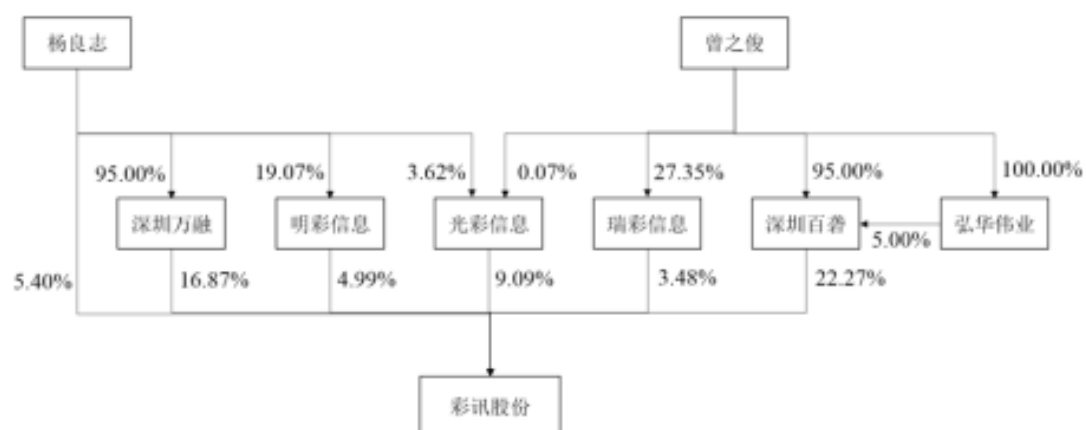 杨良志
曾之俊
95.00%
19.07%
3.62%
0.07%
27.35%
95.00%
100.00%
深圳万融
明彩信息
光彩信息
瑞彩信息
深圳百砻
弘华伟业
5.00%
5.40%
16.87%
4.99%
9.09%
3.48%
22.27%
彩讯股份